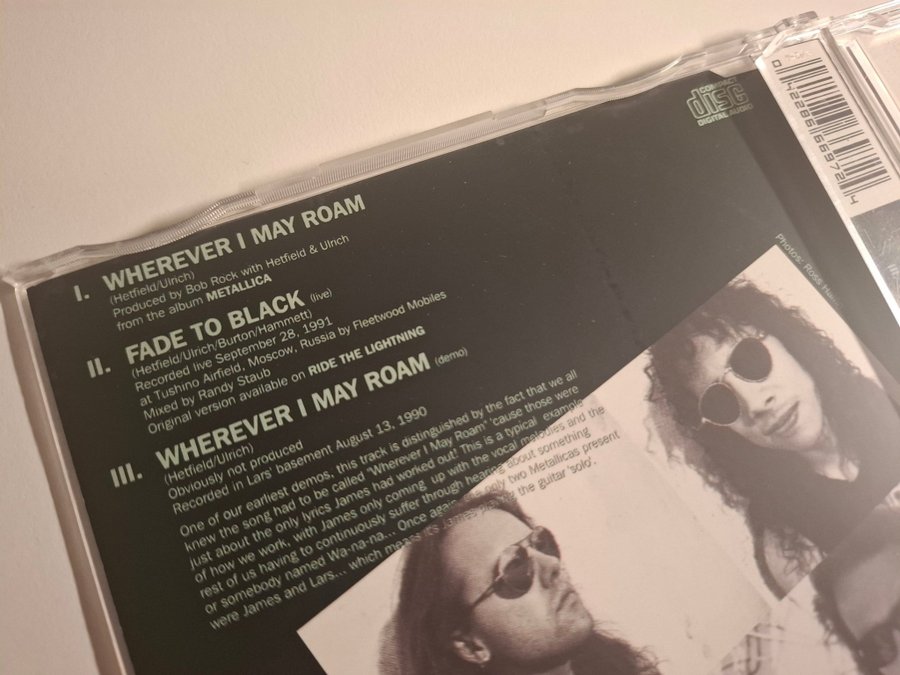 COMPACT
disc
DIGITAL AUDIO
0 42286 66972 4
I. WHEREVER I MAY ROAM
(Hetfield/Ulrich)
Produced by Bob Rock with Hetfield & Ulrich
from the album METALLICA
II. FADE TO BLACK (live)
(Hetfield/Ulrich/Burton/Hammett)
Recorded live September 28, 1991
at Tushino Airfield, Moscow, Russia by Fleetwood Mobiles
Mixed by Randy Staub
Original version available on RIDE THE LIGHTNING
III. WHEREVER I MAY ROAM (demo)
(Hetfield/Ulrich)
Obviously not produced
Recorded in Lars' basement August 13, 1990
One of our earliest demos, this track is distinguished by the fact that we all
knew the song had to be called "Wherever I May Roam" 'cause those were
just about the only lyrics James had worked out! This is a typical example
of how we work, with James only coming up with the vocal melodies and the
rest of us having to continuously suffer through hearing about something
or somebody named Wa-na-na... Once again only two Metallicas present
were James and Lars... which means it's James the guitar 'solo'.
Photos: Ross